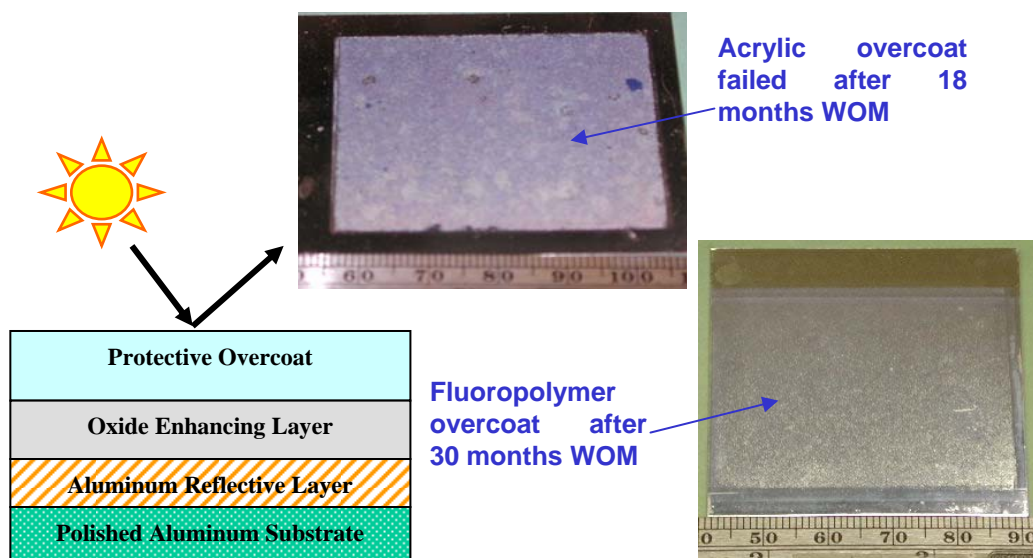 Acrylic overcoat
failed after 18
months WOM
60 70 80 90 100
Protective Overcoat
Oxide Enhancing Layer
Aluminum Reflective Layer
Polished Aluminum Substrate
Fluoropolymer
overcoat after
30 months WOM
50 60 70 80 90